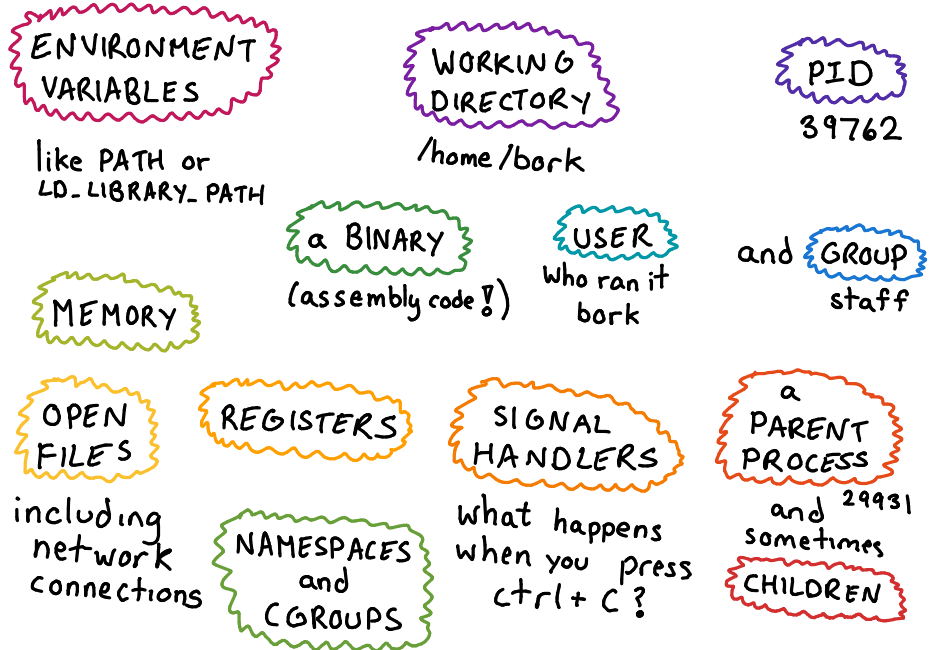 ENVIRONMENT
VARIABLES
like PATH or
LD_LIBRARY_PATH
WORKING
DIRECTORY
/home/bork
PID
39762
a BINARY
(assembly code!)
USER
who ran it
bork
and GROUP
staff
MEMORY
OPEN
FILES
including
network
connections
REGISTERS
NAMESPACES
and
CGROUPS
SIGNAL
HANDLERS
what happens
when you press
ctrl+C?
a
PARENT
PROCESS
29931
and
sometimes
CHILDREN